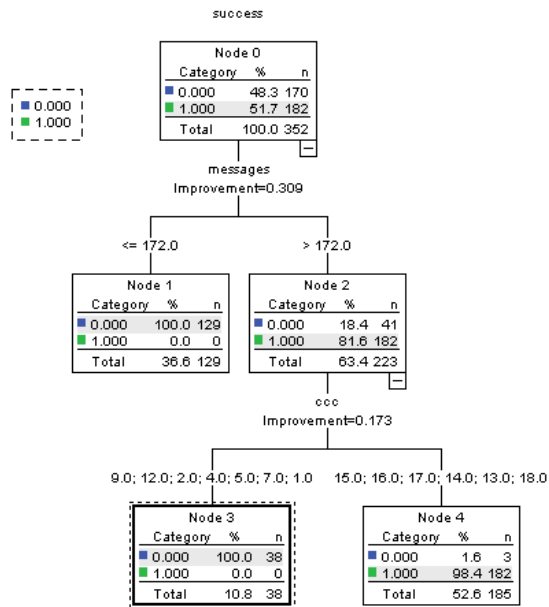 success
Node 0
Category % n
0.000 48.3 170
1.000 51.7 182
Total 100.0 352
0.000
1.000
messages
Improvement=0.309
<= 172.0
> 172.0
Node 1
Category % n
0.000 100.0 129
1.000 0.0 0
Total 36.6 129
Node 2
Category % n
0.000 18.4 41
1.000 81.6 182
Total 63.4 223
ccc
Improvement=0.173
9.0; 12.0; 2.0; 4.0; 5.0; 7.0; 1.0
15.0; 16.0; 17.0; 14.0; 13.0; 18.0
Node 3
Category % n
0.000 100.0 38
1.000 0.0 0
Total 10.8 38
Node 4
Category % n
0.000 1.6 3
1.000 98.4 182
Total 52.6 185